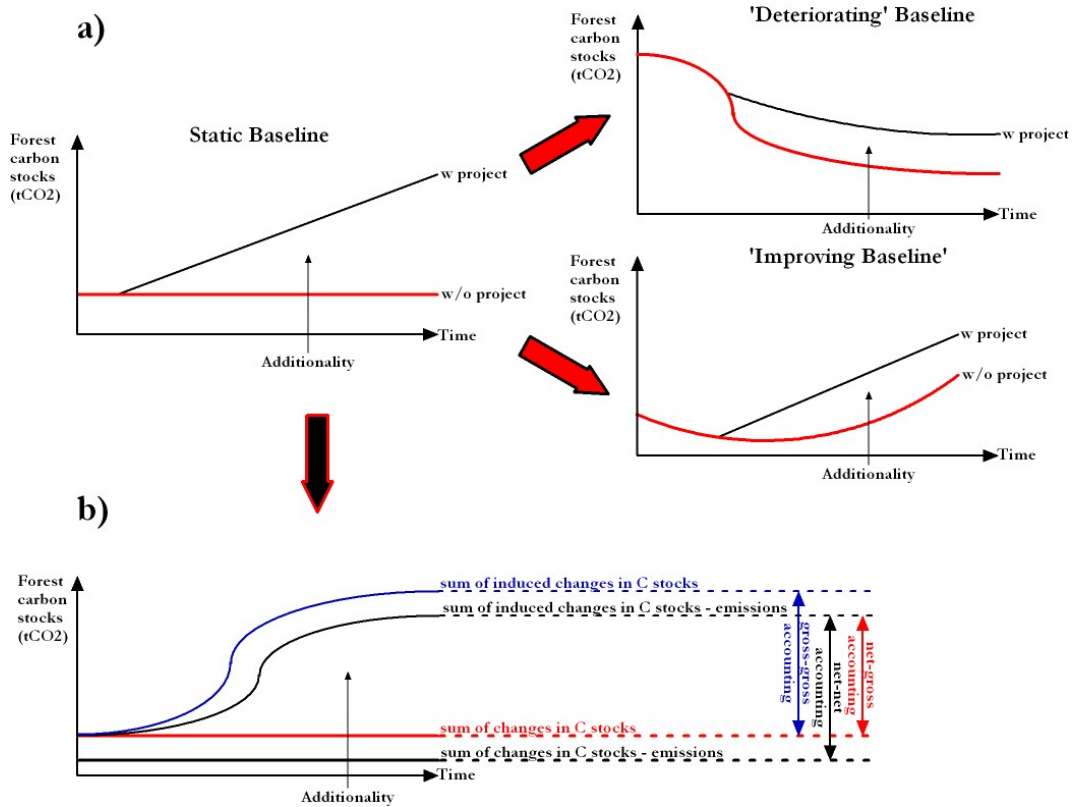 a)
Static Baseline
Forest
carbon
stocks
(tCO2)
w project
w/o project
Time
Additionality
'Deteriorating' Baseline
Forest
carbon
stocks
(tCO2)
w project
Time
Additionality
'Improving Baseline'
Forest
carbon
stocks
(tCO2)
w project
w/o project
Time
Additionality
b)
Forest
carbon
stocks
(tCO2)
sum of induced changes in C stocks
sum of induced changes in C stocks - emissions
sum of changes in C stocks
sum of changes in C stocks - emissions
Time
Additionality
gross-gross
accounting
net-net
accounting
net-gross
accounting